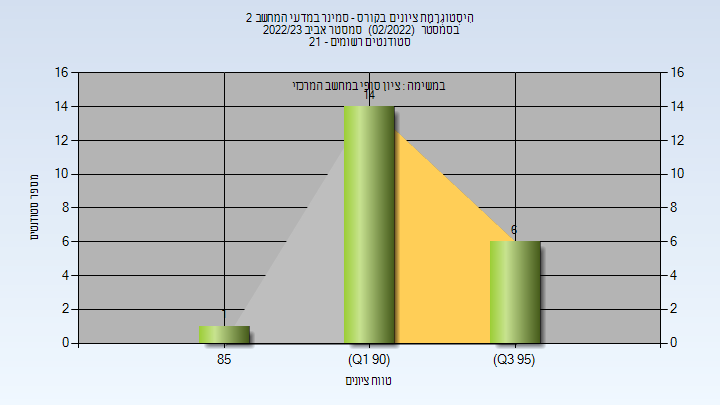 היסטוגרמת ציונים בקורס - סמינר במדעי המחשב 2
בסמסטר (02/2022) סמסטר אביב 2022/23
סטודנטים רשומים - 21
במשימה : ציון סופי במחשב המרכזי
16
14
12
10
8
6
4
2
0
16
14
12
10
8
6
4
2
0
14
6
מספר סטודנטים
85
(Q1 90)
(Q3 95)
טווח ציונים